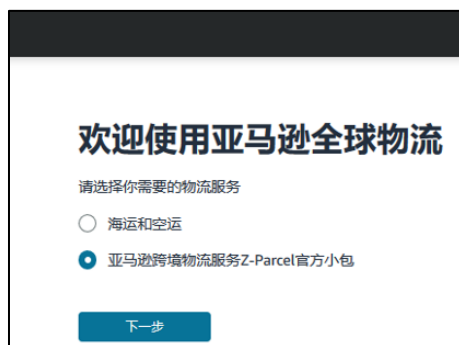 欢迎使用亚马逊全球物流
请选择你需要的物流服务
海运和空运
亚马逊跨境物流服务Z-Parcel官方小包
下一步